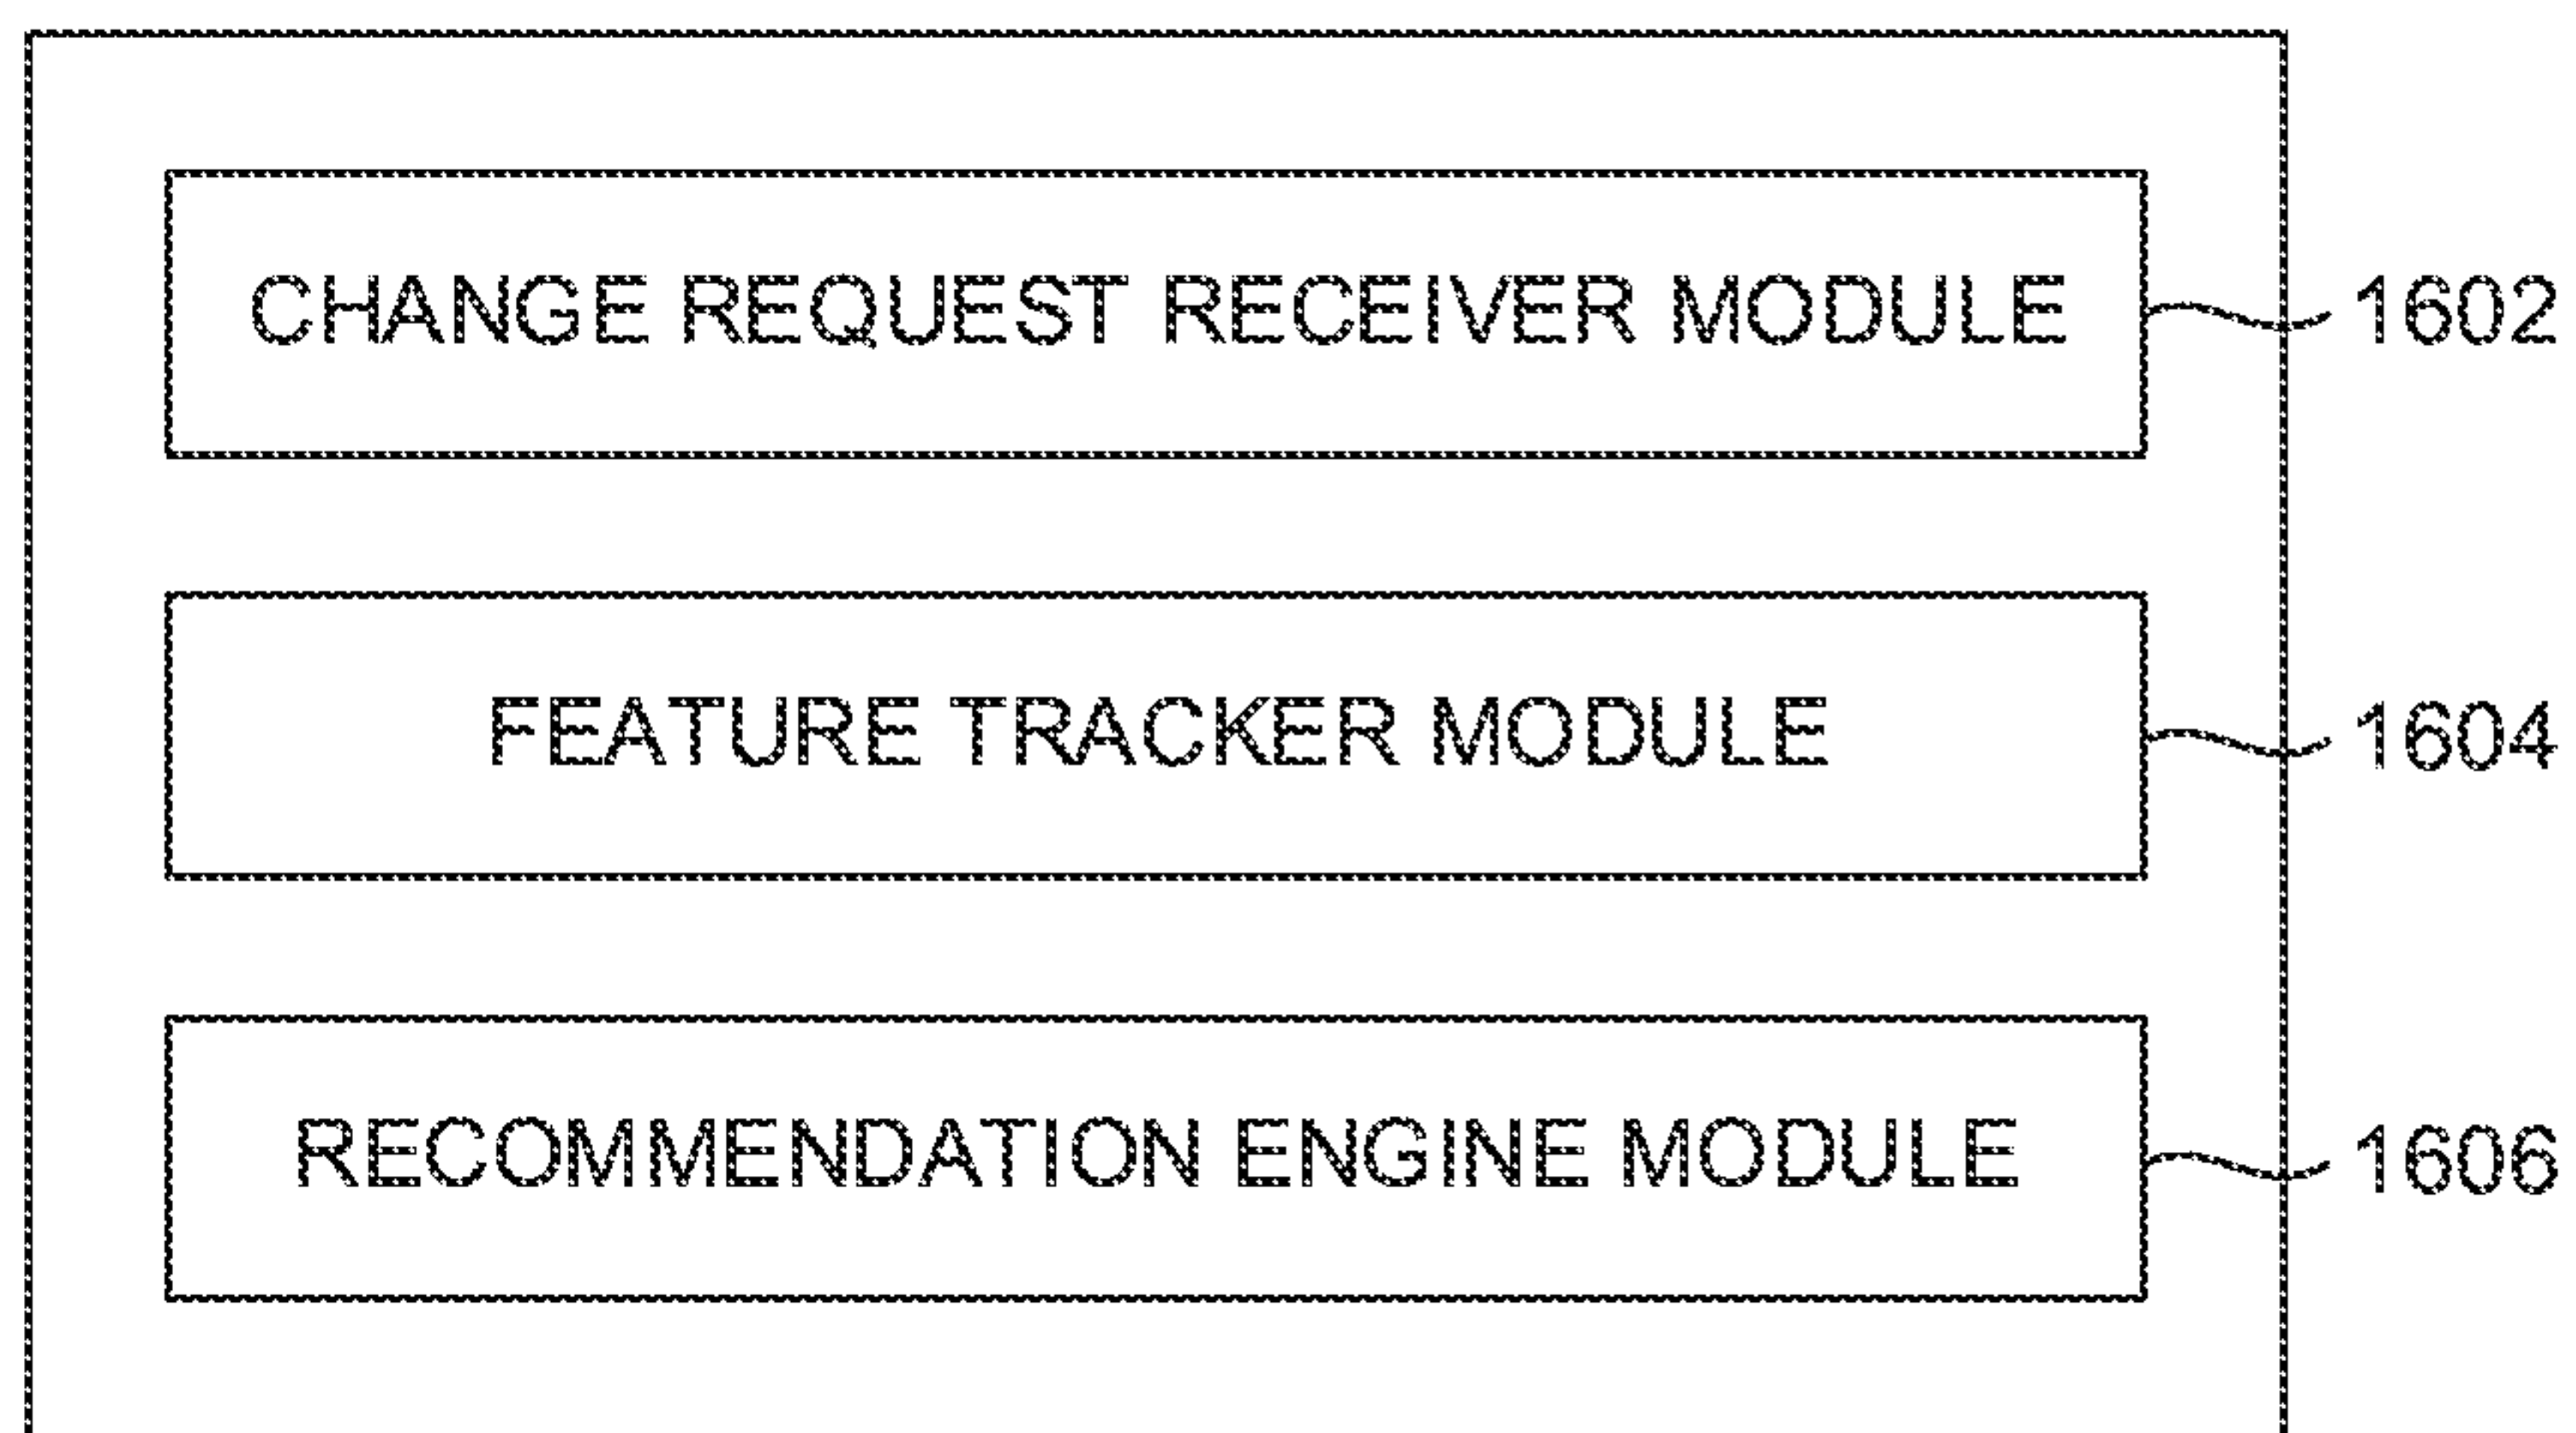 CHANGE REQUEST RECEIVER MODULE 1602
FEATURE TRACKER MODULE 1604
RECOMMENDATION ENGINE MODULE 1606